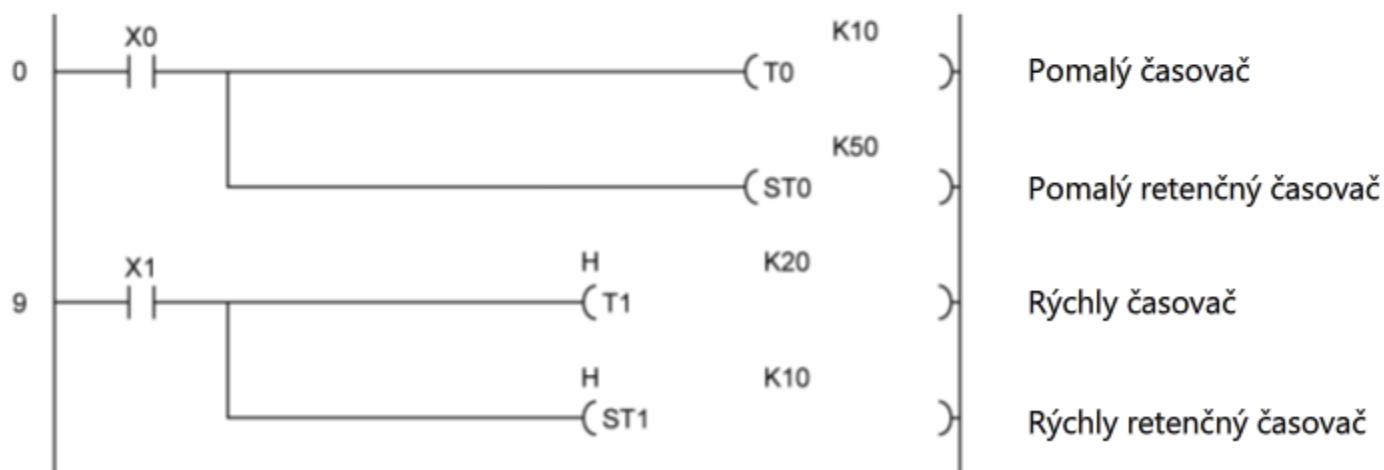 X0 K10
0 T0 Pomalý časovač
K50
ST0 Pomalý retenčný časovač
X1 H K20
9 T1 Rýchly časovač
H K10
ST1 Rýchly retenčný časovač